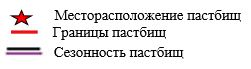 Месторасположение пастбищ
Границы пастбищ
Сезонность пастбищ